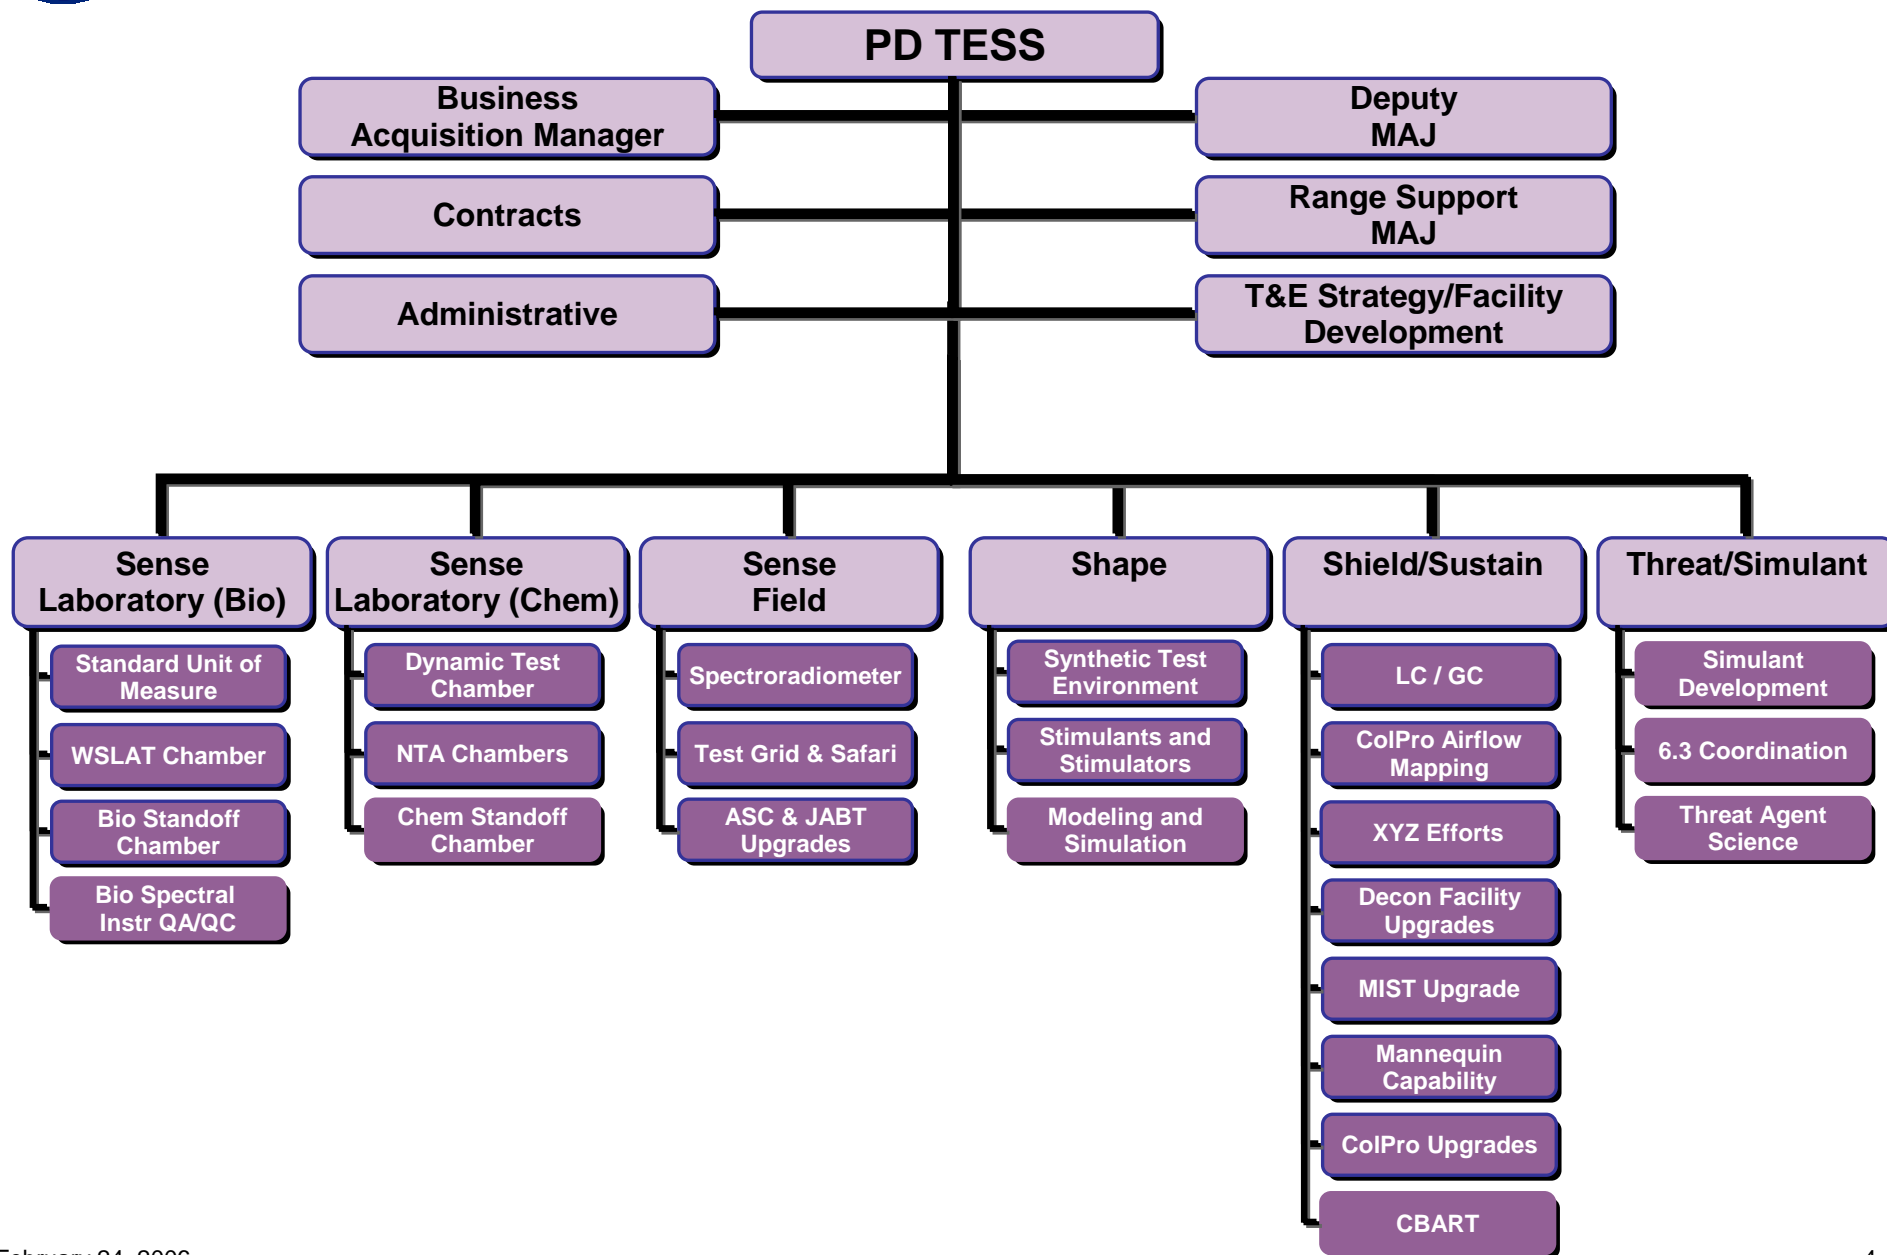 PD TESS
Business
Acquisition Manager
Deputy
MAJ
Contracts
Range Support
MAJ
Administrative
T&E Strategy/Facility
Development
Sense
Laboratory (Bio)
Standard Unit of
Measure
WSLAT Chamber
Bio Standoff
Chamber
Bio Spectral
Instr QA/QC
Sense
Laboratory (Chem)
Dynamic Test
Chamber
NTA Chambers
Chem Standoff
Chamber
Sense
Field
Spectroradiometer
Test Grid & Safari
ASC & JABT
Upgrades
Shape
Synthetic Test
Environment
Stimulants and
Stimulators
Modeling and
Simulation
Shield/Sustain
LC / GC
ColPro Airflow
Mapping
XYZ Efforts
Decon Facility
Upgrades
MIST Upgrade
Mannequin
Capability
ColPro Upgrades
CBART
Threat/Simulant
Simulant
Development
6.3 Coordination
Threat Agent
Science